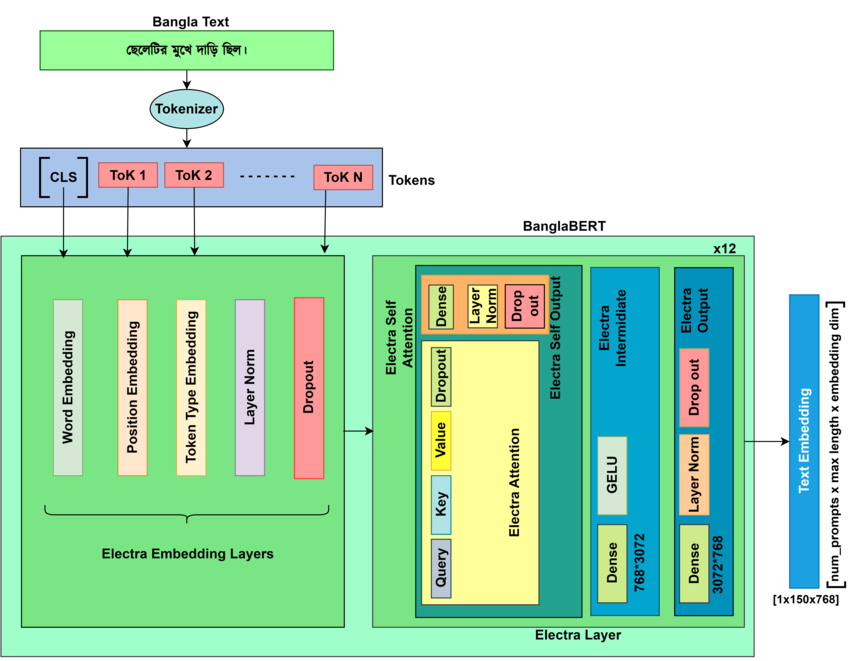 Bangla Text
ছেলেটির মুখে দাড়ি ছিল।
Tokenizer
[CLS]
ToK 1
ToK 2
-------
ToK N
Tokens
BanglaBERT
x12
Word Embedding
Position Embedding
Token Type Embedding
Layer Norm
Dropout
Electra Embedding Layers
Electra Self
Attention
Dense
Layer
Norm
Drop
out
Electra Self Output
Dropout
Value
Key
Query
Electra Attention
Electra
Intermidiate
GELU
Dense
768*3072
Electra
Output
Drop out
Layer Norm
Dense
3072*768
Electra Layer
Text Embedding
[num_prompts x max length x embedding dim]
[1x150x768]